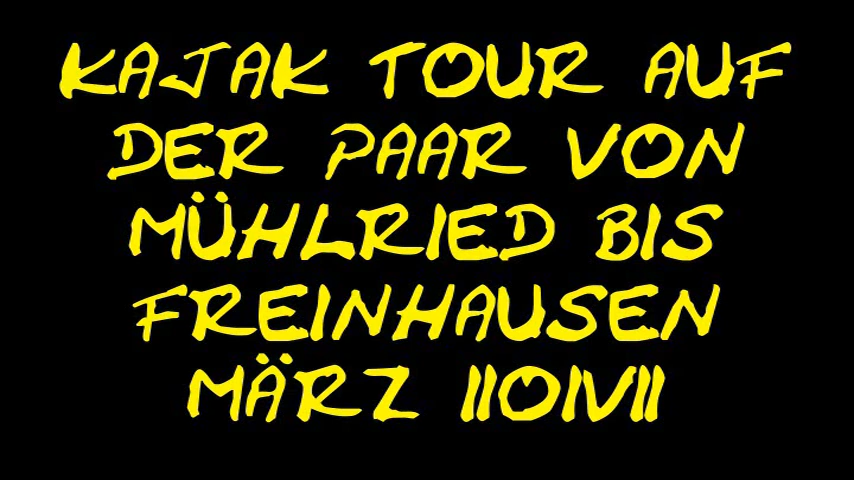 KAJAK TOUR AUF
DER PAAR VON
MÜHLRIED BIS
FREINHAUSEN
MÄRZ IIOIVII